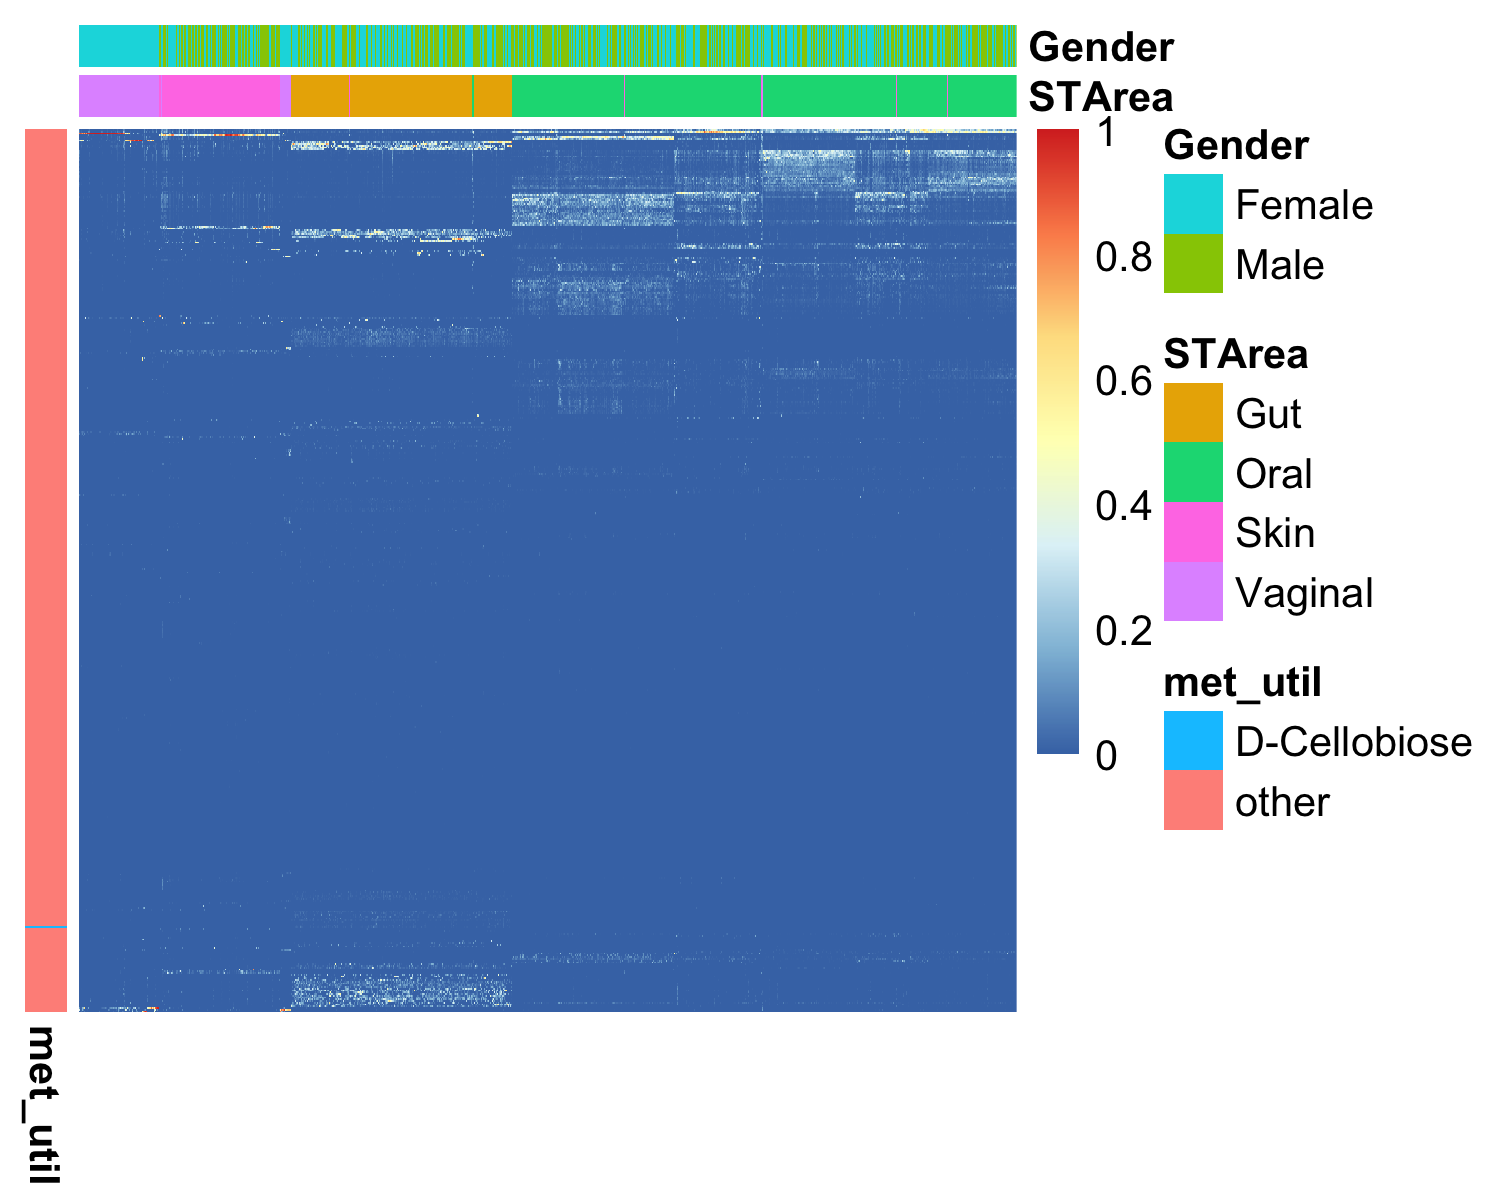 Gender
STArea
1
0.8
0.6
0.4
0.2
0
Gender
Female
Male
STArea
Gut
Oral
Skin
Vaginal
met_util
D-Cellobiose
other
met_util